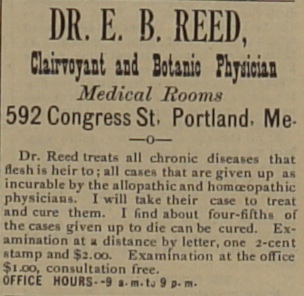 DR. E. B. REED,
Clairvoyant and Botanic Physician
Medical Rooms
592 Congress St. Portland, Me-
—o—
Dr. Reed treats all chronic diseases that
flesh is heir to; all cases that are given up as
incurable by the allopathic and homœopathic
physicians. I will take their case to treat
and cure them. I find about four-fifths of
the cases given up to die can be cured. Ex-
amination at a distance by letter, one 2-cent
stamp and $2.00. Examination at the office
$1.00, consultation free.
OFFICE HOURS--9 a.m. to 9 p-m.